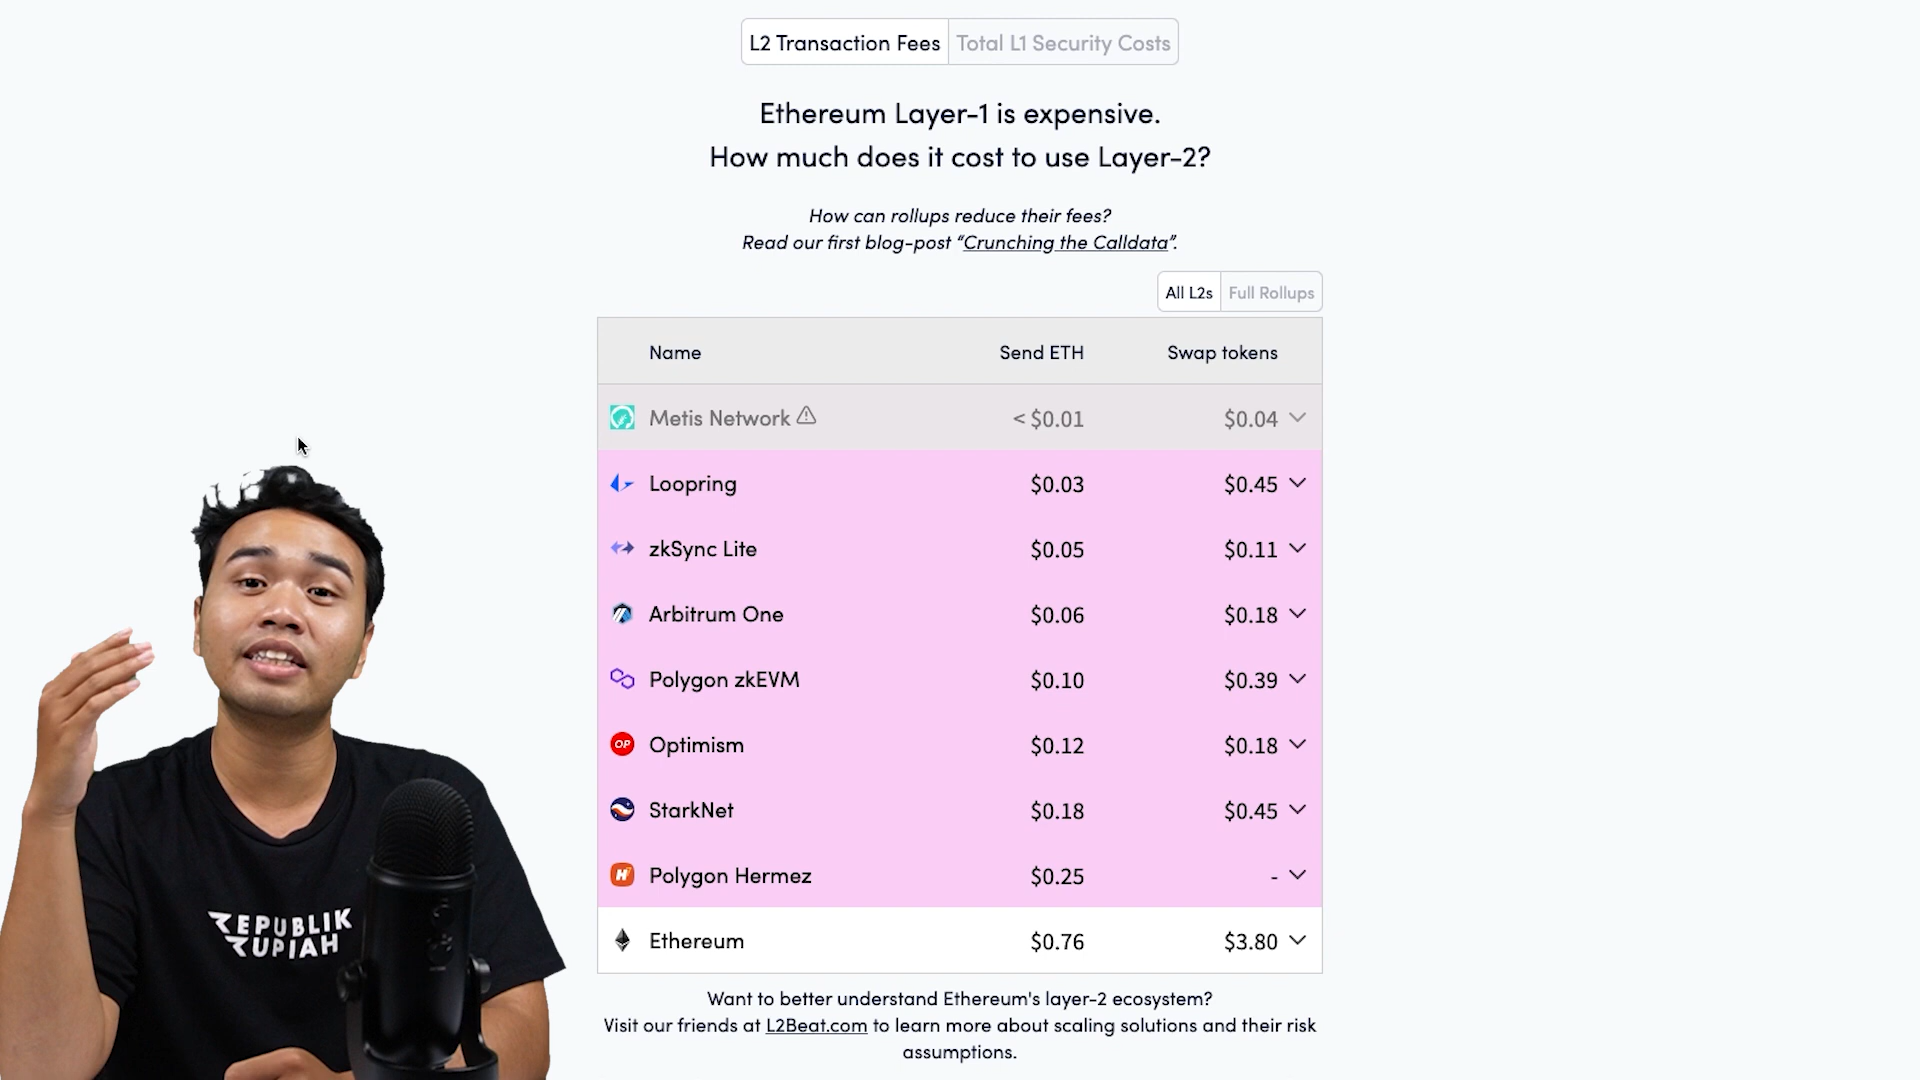 L2 Transaction Fees Total L1 Security Costs
Ethereum Layer-1 is expensive.
How much does it cost to use Layer-2?
How can rollups reduce their fees?
Read our first blog-post “Crunching the Calldata”.
All L2s Full Rollups
Name Send ETH Swap tokens
Metis Network < $0.01 $0.04
Loopring $0.03 $0.45
zkSync Lite $0.05 $0.11
Arbitrum One $0.06 $0.18
Polygon zkEVM $0.10 $0.39
OP Optimism $0.12 $0.18
StarkNet $0.18 $0.45
H Polygon Hermez $0.25 -
Ethereum $0.76 $3.80
Want to better understand Ethereum's layer-2 ecosystem?
Visit our friends at L2Beat.com to learn more about scaling solutions and their risk
assumptions.
REPUBLIK
RUPIAH